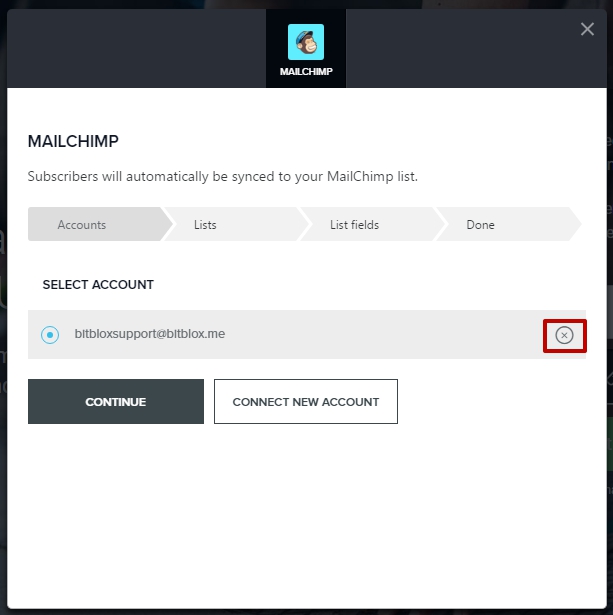 MAILCHIMP
MAILCHIMP
Subscribers will automatically be synced to your MailChimp list.
Accounts Lists List fields Done
SELECT ACCOUNT
bitbloxsupport@bitblox.me
CONTINUE CONNECT NEW ACCOUNT